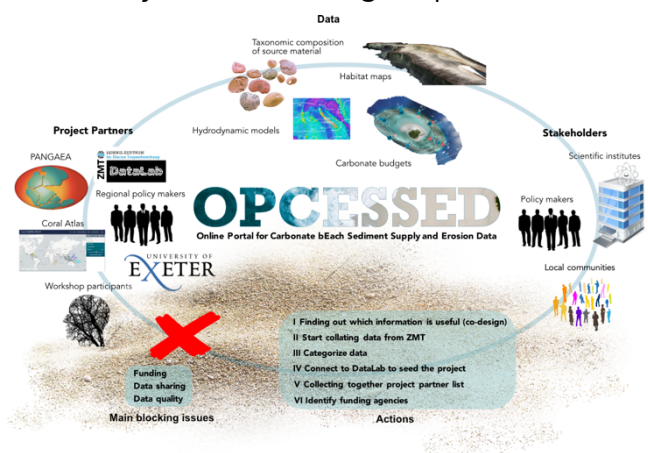 Data
Taxonomic composition
of source material
Habitat maps
Hydrodynamic models
Carbonate budgets
Project Partners
PANGAEA
ZMT
DataLab
Regional policy makers
Coral Atlas
UNIVERSITY OF
EXETER
Workshop participants
Stakeholders
Scientific institutes
Policy makers
Local communities
OPCESSED
Online Portal for Carbonate bEach Sediment Supply and Erosion Data
Funding
Data sharing
Data quality
Main blocking issues
I Finding out which information is useful (co-design)
II Start collating data from ZMT
III Categorize data
IV Connect to DataLab to seed the project
V Collecting together project partner list
VI Identify funding agencies
Actions